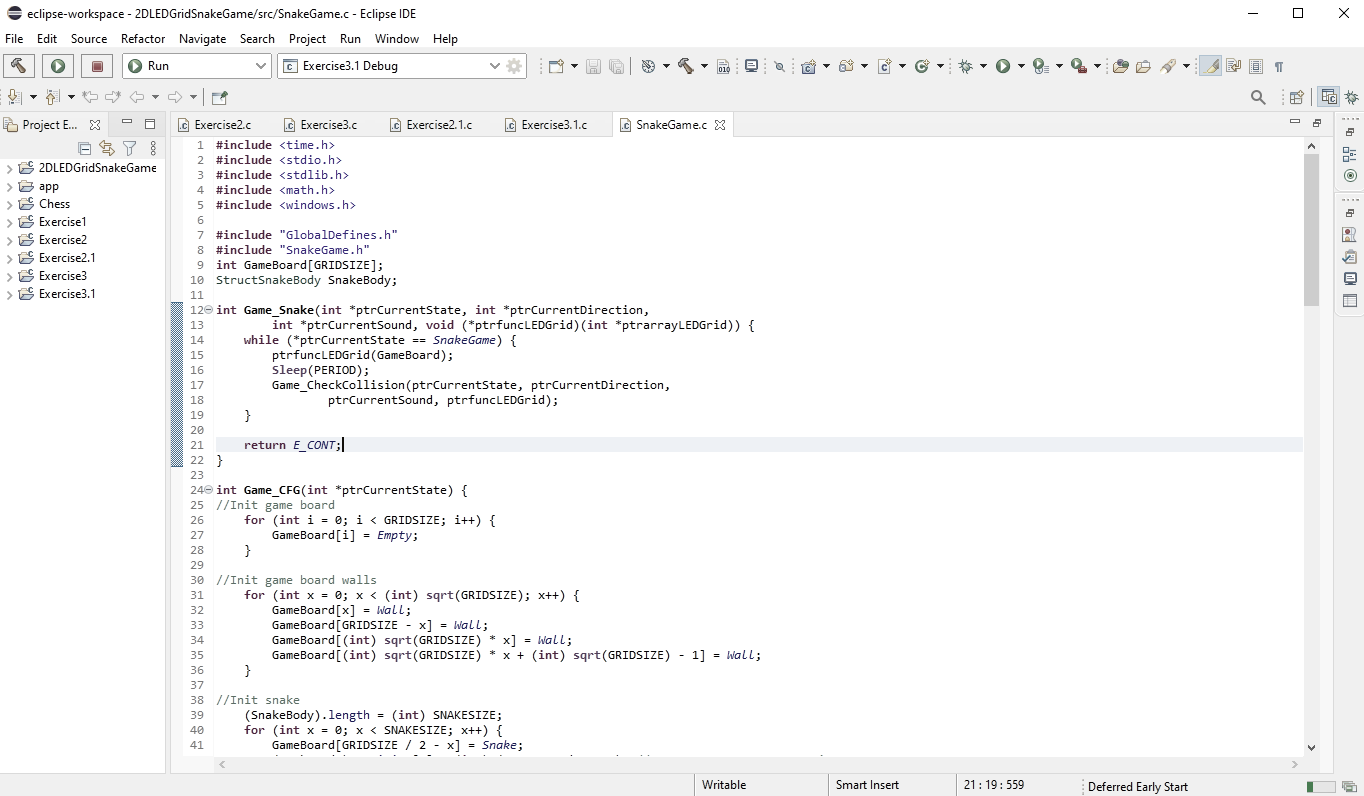 eclipse-workspace - 2DLEDGridSnakeGame/src/SnakeGame.c - Eclipse IDE
File Edit Source Refactor Navigate Search Project Run Window Help
Run Exercise3.1 Debug
Project E...
Exercise2.c Exercise3.c Exercise2.1.c Exercise3.1.c SnakeGame.c
2DLEDGridSnakeGame
app
Chess
Exercise1
Exercise2
Exercise2.1
Exercise3
Exercise3.1
1 #include <time.h>
2 #include <stdio.h>
3 #include <stdlib.h>
4 #include <math.h>
5 #include <windows.h>
6
7 #include "GlobalDefines.h"
8 #include "SnakeGame.h"
9 int GameBoard[GRIDSIZE];
10 StructSnakeBody SnakeBody;
11
12 int Game_Snake(int *ptrCurrentState, int *ptrCurrentDirection,
13 int *ptrCurrentSound, void (*ptrfuncLEDGrid)(int *ptrarrayLEDGrid)) {
14 while (*ptrCurrentState == SnakeGame) {
15 ptrfuncLEDGrid(GameBoard);
16 Sleep(PERIOD);
17 Game_CheckCollision(ptrCurrentState, ptrCurrentDirection,
18 ptrCurrentSound, ptrfuncLEDGrid);
19 }
20
21 return E_CONT;
22 }
23
24 int Game_CFG(int *ptrCurrentState) {
25 //Init game board
26 for (int i = 0; i < GRIDSIZE; i++) {
27 GameBoard[i] = Empty;
28 }
29
30 //Init game board walls
31 for (int x = 0; x < (int) sqrt(GRIDSIZE); x++) {
32 GameBoard[x] = Wall;
33 GameBoard[GRIDSIZE - x] = Wall;
34 GameBoard[(int) sqrt(GRIDSIZE) * x] = Wall;
35 GameBoard[(int) sqrt(GRIDSIZE) * x + (int) sqrt(GRIDSIZE) - 1] = Wall;
36 }
37
38 //Init snake
39 (SnakeBody).length = (int) SNAKESIZE;
40 for (int x = 0; x < SNAKESIZE; x++) {
41 GameBoard[GRIDSIZE / 2 - x] = Snake;
Writable Smart Insert 21 : 19 : 559 Deferred Early Start